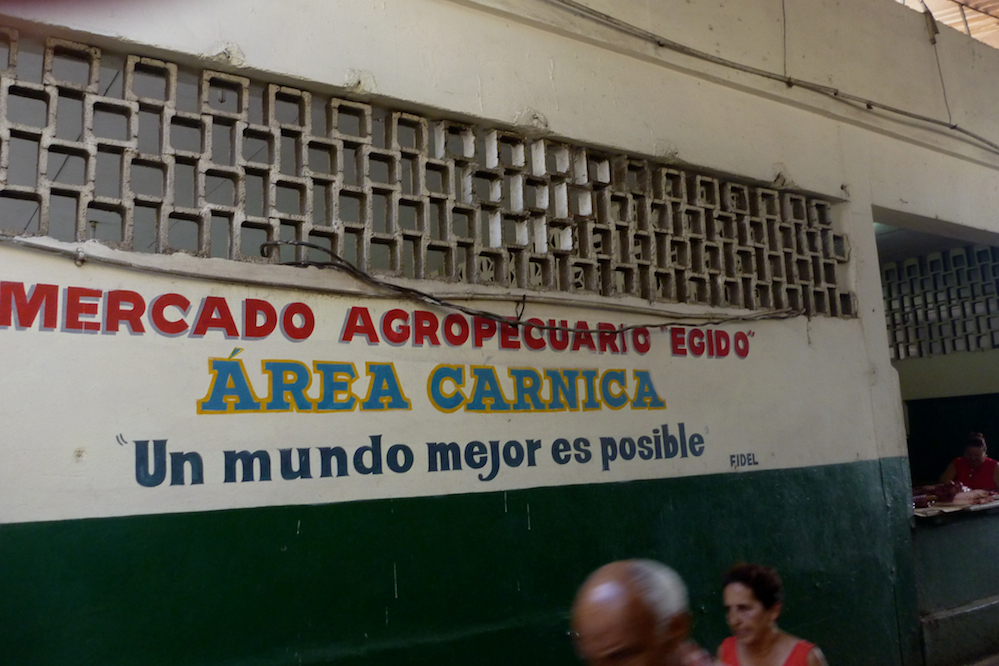 MERCADO AGROPECUARIO "EGIDO"
ÁREA CARNICA
"Un mundo mejor es posible"
FIDEL